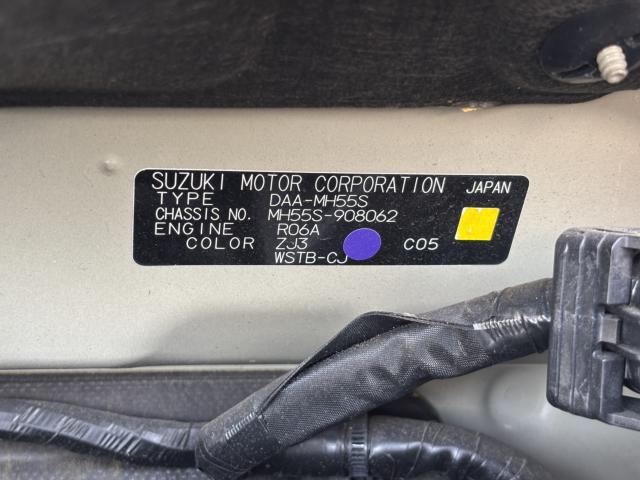 SUZUKI MOTOR CORPORATION JAPAN
TYPE DAA-MH55S
CHASSIS NO. MH55S-908062
ENGINE R06A
COLOR ZJ3 C05
WSTB-CJ